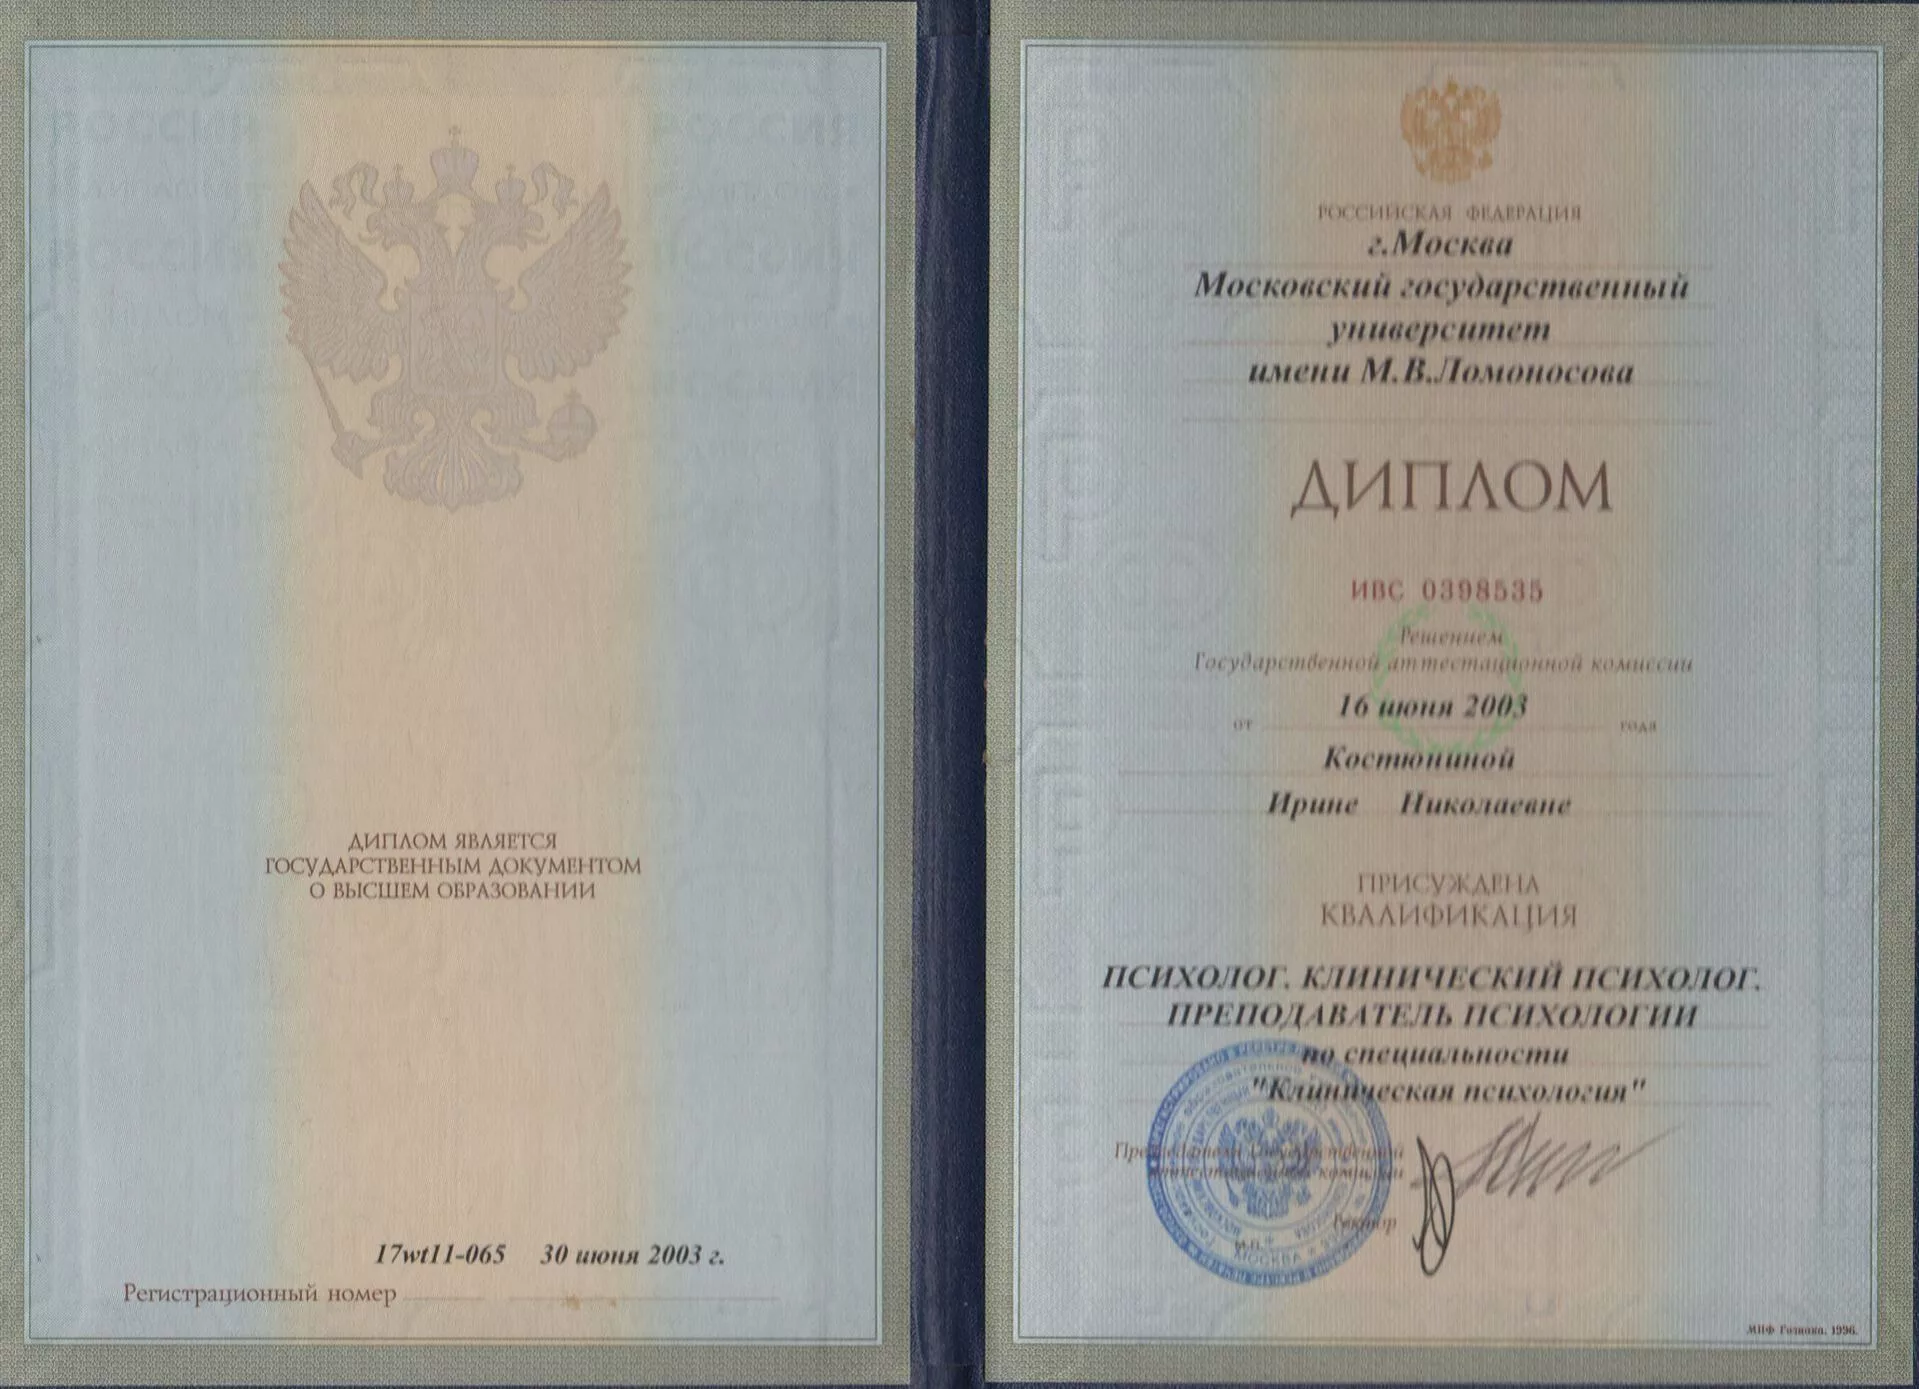 ДИПЛОМ ЯВЛЯЕТСЯ
ГОСУДАРСТВЕННЫМ ДОКУМЕНТОМ
О ВЫСШЕМ ОБРАЗОВАНИИ
17wt11-065 30 июня 2003 г.
Регистрационный номер
РОССИЙСКАЯ ФЕДЕРАЦИЯ
г.Москва
Московский государственный
университет
имени М.В.Ломоносова
ДИПЛОМ
ИВС 0398535
Решением
Государственной аттестационной комиссии
16 июня 2003
от года
Костюниной
Ирине Николаевне
ПРИСУЖДЕНА
КВАЛИФИКАЦИЯ
ПСИХОЛОГ. КЛИНИЧЕСКИЙ ПСИХОЛОГ.
ПРЕПОДАВАТЕЛЬ ПСИХОЛОГИИ
по специальности
"Клиническая психология"
Председатель Государственной
аттестационной комиссии
Ректор
М.П.
МОСКВА
МПФ Гознака. 1996.